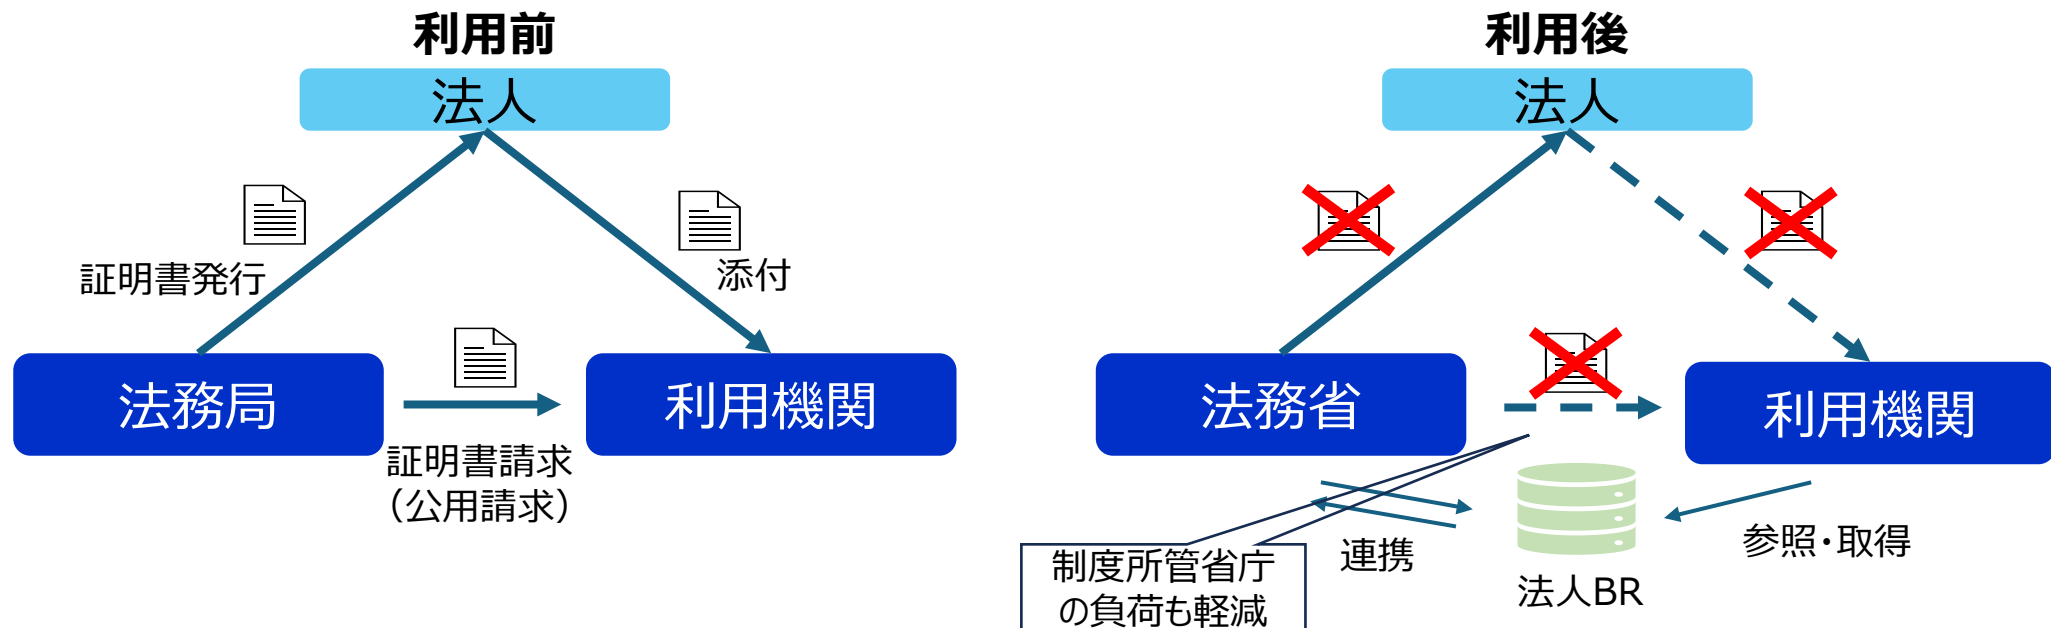 利用前
法人
証明書発行
添付
法務局
利用機関
証明書請求
（公用請求）
利用後
法人
法務省
利用機関
連携
参照・取得
法人BR
制度所管省庁
の負荷も軽減